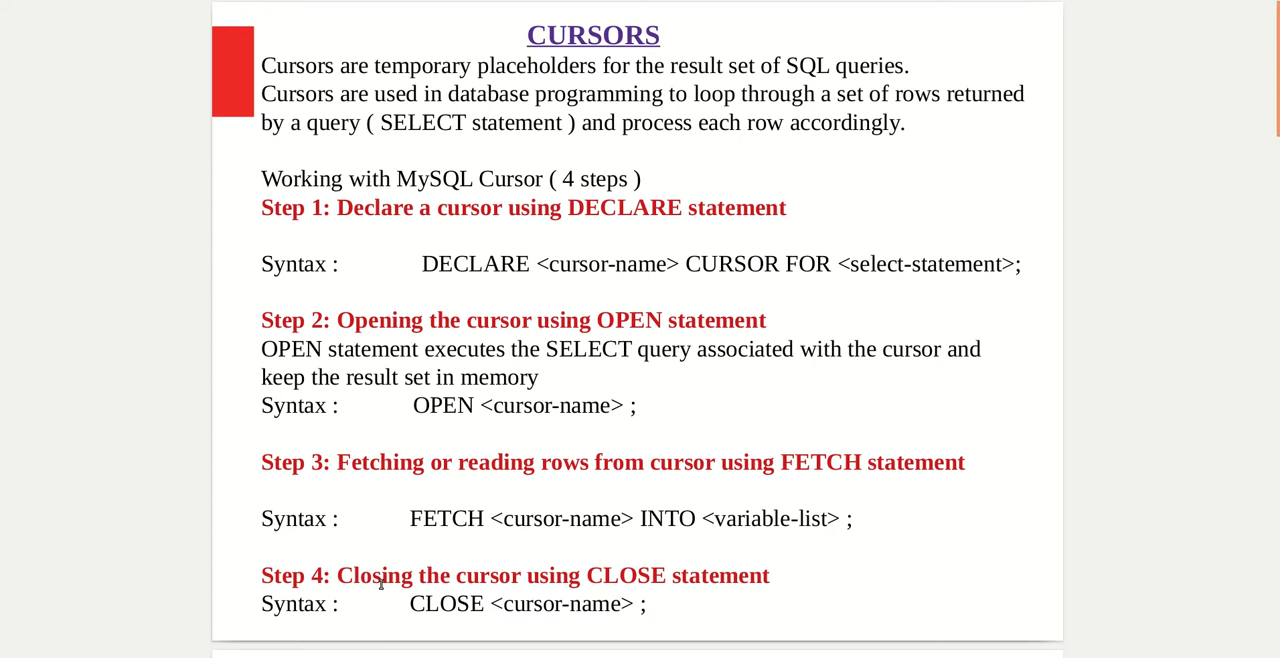 CURSORS
Cursors are temporary placeholders for the result set of SQL queries.
Cursors are used in database programming to loop through a set of rows returned
by a query ( SELECT statement ) and process each row accordingly.
Working with MySQL Cursor ( 4 steps )
Step 1: Declare a cursor using DECLARE statement
Syntax : DECLARE <cursor-name> CURSOR FOR <select-statement>;
Step 2: Opening the cursor using OPEN statement
OPEN statement executes the SELECT query associated with the cursor and
keep the result set in memory
Syntax : OPEN <cursor-name> ;
Step 3: Fetching or reading rows from cursor using FETCH statement
Syntax : FETCH <cursor-name> INTO <variable-list> ;
Step 4: Closing the cursor using CLOSE statement
Syntax : CLOSE <cursor-name> ;